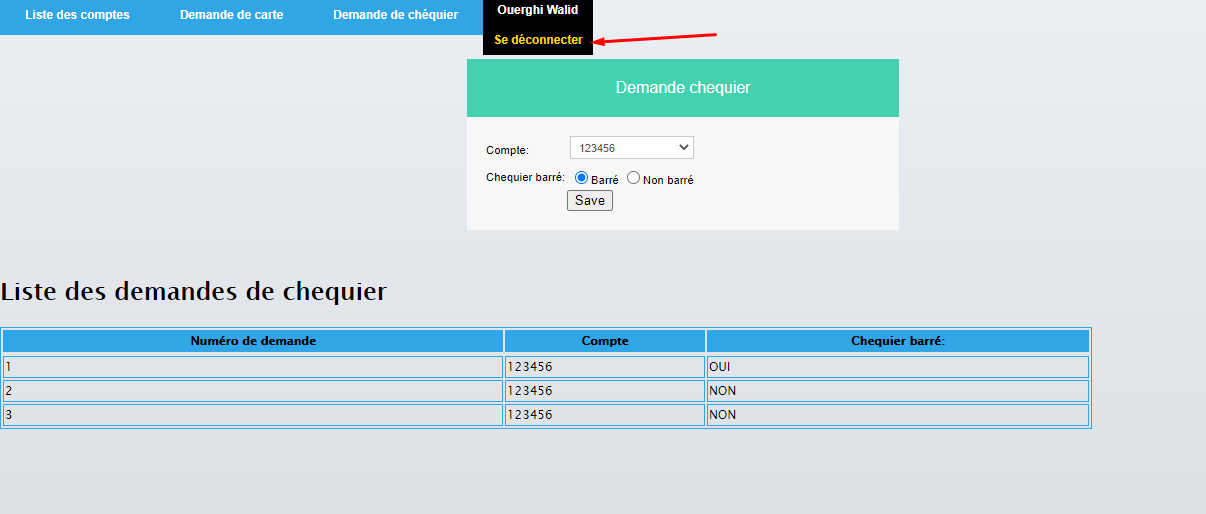 Liste des comptes Demande de carte Demande de chéquier Ouerghi Walid
Se déconnecter
Demande chequier
Compte: 123456
Chequier barré: Barré Non barré
Save
Liste des demandes de chequier
Numéro de demande Compte Chequier barré:
1 123456 OUI
2 123456 NON
3 123456 NON